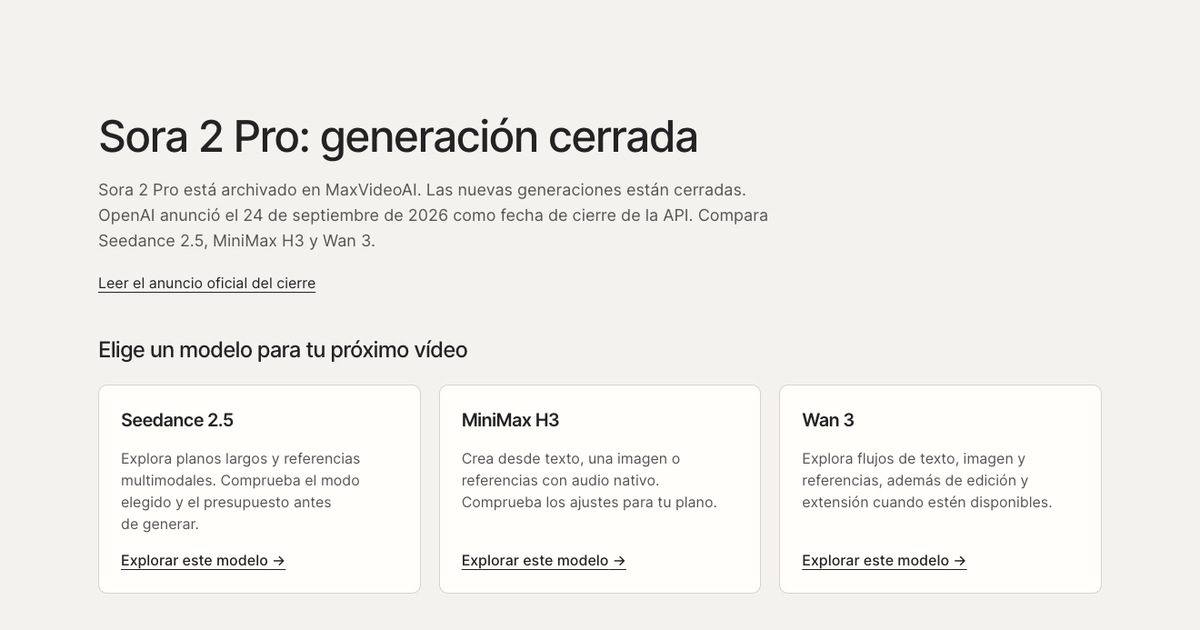 Sora 2 Pro: generación cerrada
Sora 2 Pro está archivado en MaxVideoAI. Las nuevas generaciones están cerradas.
OpenAI anunció el 24 de septiembre de 2026 como fecha de cierre de la API. Compara
Seedance 2.5, MiniMax H3 y Wan 3.
Leer el anuncio oficial del cierre
Elige un modelo para tu próximo vídeo
Seedance 2.5
Explora planos largos y referencias
multimodales. Comprueba el modo
elegido y el presupuesto antes
de generar.
Explorar este modelo →
MiniMax H3
Crea desde texto, una imagen o
referencias con audio nativo.
Comprueba los ajustes para tu plano.
Explorar este modelo →
Wan 3
Explora flujos de texto, imagen y
referencias, además de edición y
extensión cuando estén disponibles.
Explorar este modelo →